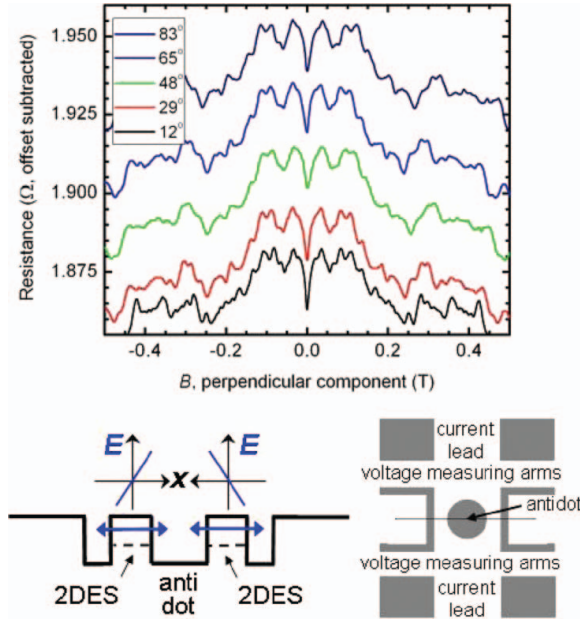 1.950
1.925
1.900
1.875
Resistance (Ω, offset subtracted)
83°
65°
48°
29°
12°
-0.4 -0.2 0.0 0.2 0.4
B, perpendicular component (T)
E E
x
2DES anti dot 2DES
current
lead
voltage measuring arms
antidot
voltage measuring arms
current
lead